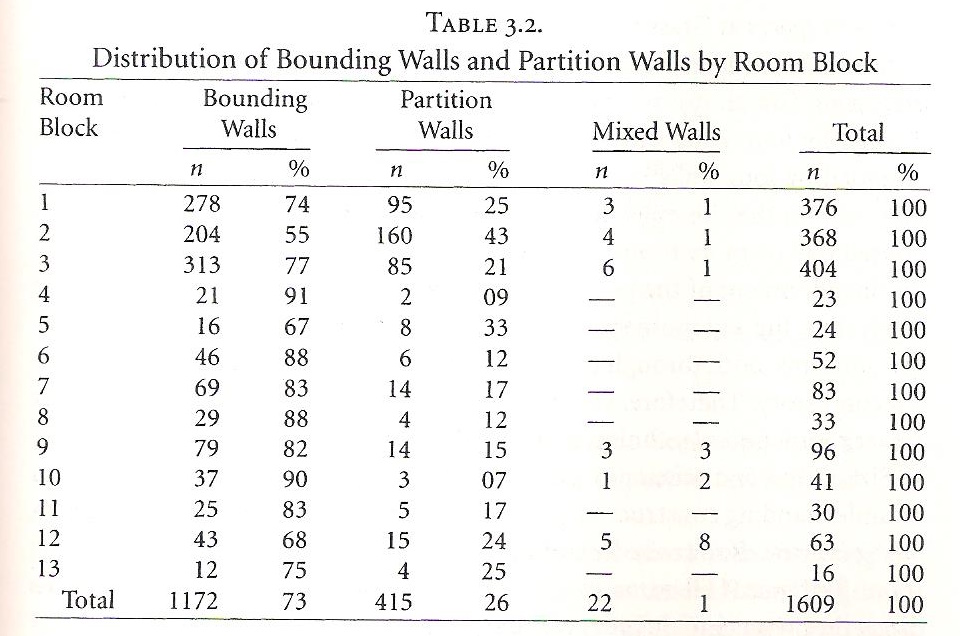 TABLE 3.2.
Distribution of Bounding Walls and Partition Walls by Room Block
Room Bounding Partition
Block Walls Walls Mixed Walls Total
n % n % n % n %
1 278 74 95 25 3 1 376 100
2 204 55 160 43 4 1 368 100
3 313 77 85 21 6 1 404 100
4 21 91 2 09 — — 23 100
5 16 67 8 33 — — 24 100
6 46 88 6 12 — — 52 100
7 69 83 14 17 — — 83 100
8 29 88 4 12 — — 33 100
9 79 82 14 15 3 3 96 100
10 37 90 3 07 1 2 41 100
11 25 83 5 17 — — 30 100
12 43 68 15 24 5 8 63 100
13 12 75 4 25 — — 16 100
Total 1172 73 415 26 22 1 1609 100